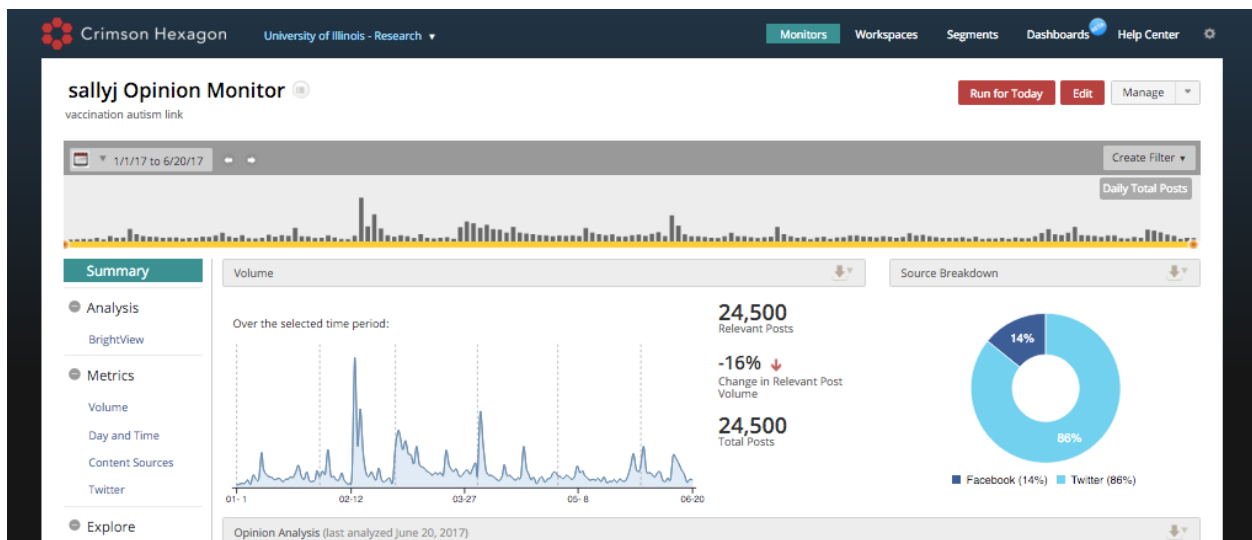 Crimson Hexagon
University of Illinois - Research
Monitors
Workspaces
Segments
Dashboards
Help Center
sallyj Opinion Monitor
vaccination autism link
Run for Today
Edit
Manage
1/1/17 to 6/20/17
Create Filter
Daily Total Posts
Summary
Analysis
BrightView
Metrics
Volume
Day and Time
Content Sources
Twitter
Explore
Volume
Over the selected time period:
01- 1
02-12
03-27
05- 8
06-20
24,500
Relevant Posts
-16%
Change in Relevant Post
Volume
24,500
Total Posts
Source Breakdown
14%
86%
Facebook (14%)
Twitter (86%)
Opinion Analysis (last analyzed June 20, 2017)